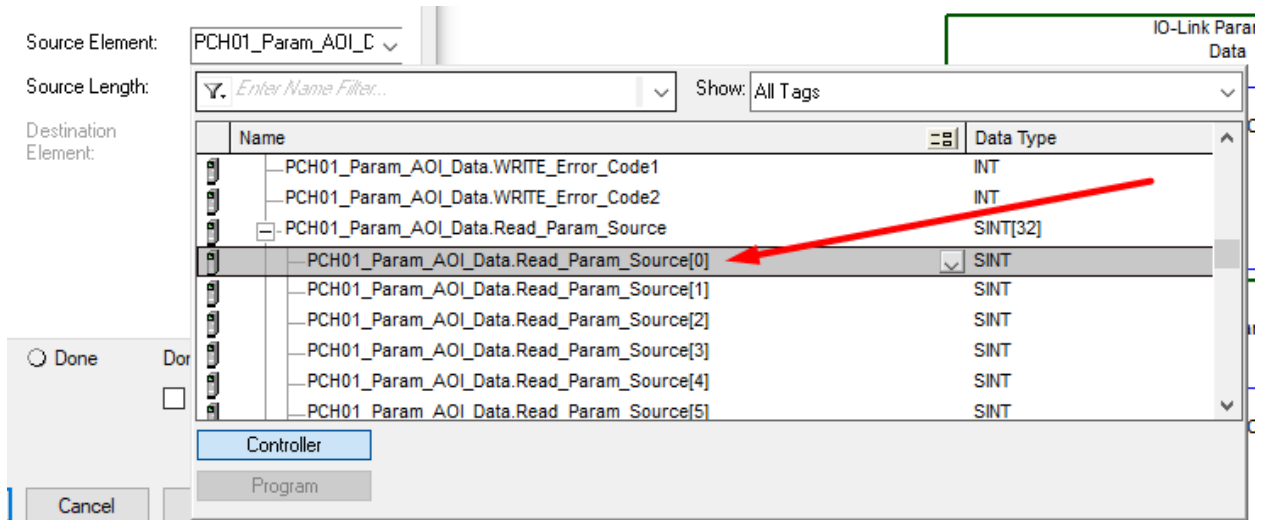 IO-Link Para
Data
Source Element: PCH01_Param_AOI_D
Source Length:
Enter Name Filter... Show: All Tags
Destination
Element:
Name Data Type
PCH01_Param_AOI_Data.WRITE_Error_Code1 INT
PCH01_Param_AOI_Data.WRITE_Error_Code2 INT
PCH01_Param_AOI_Data.Read_Param_Source SINT[32]
PCH01_Param_AOI_Data.Read_Param_Source[0] SINT
PCH01_Param_AOI_Data.Read_Param_Source[1] SINT
PCH01_Param_AOI_Data.Read_Param_Source[2] SINT
PCH01_Param_AOI_Data.Read_Param_Source[3] SINT
PCH01_Param_AOI_Data.Read_Param_Source[4] SINT
PCH01_Param_AOI_Data.Read_Param_Source[5] SINT
Done Dor
Controller
Program
Cancel